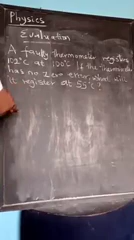 Physics
Evaluation
A faulty thermometer registers
102°C at 100°C If the thermometer
has no zero error, what will
it register at 55°C?